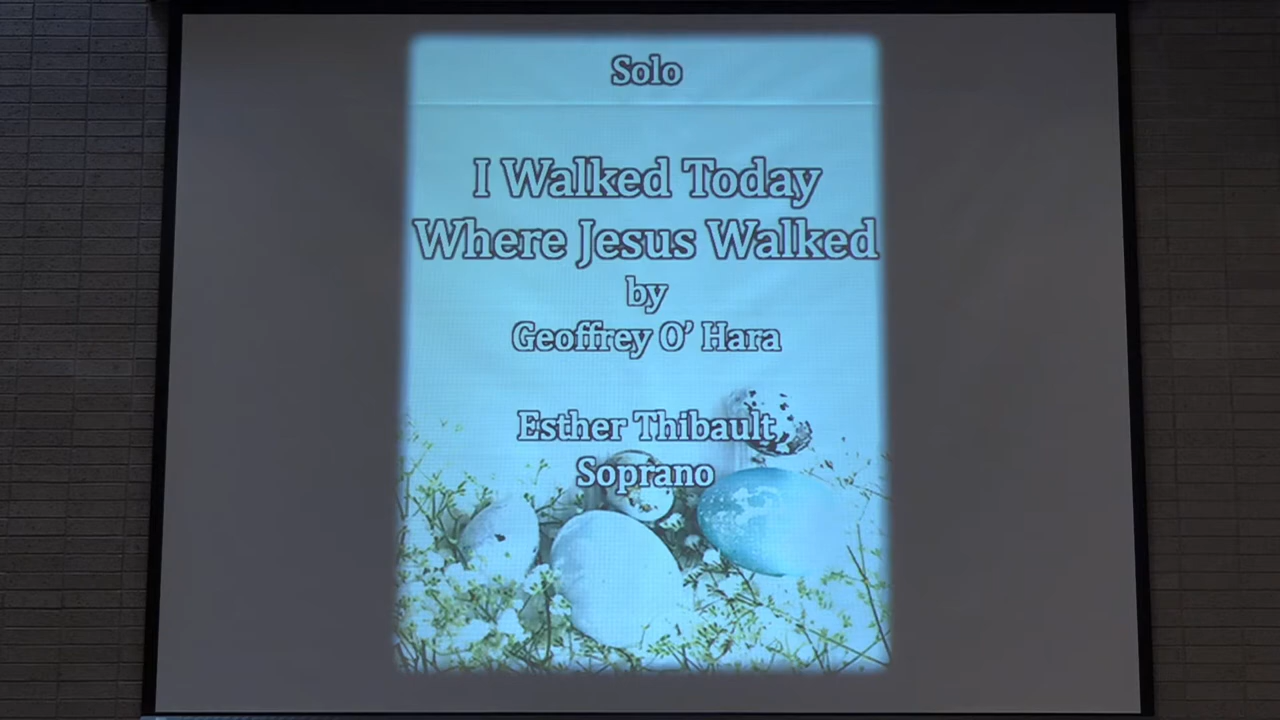 Solo
I Walked Today
Where Jesus Walked
by
Geoffrey O' Hara
Esther Thibault
Soprano